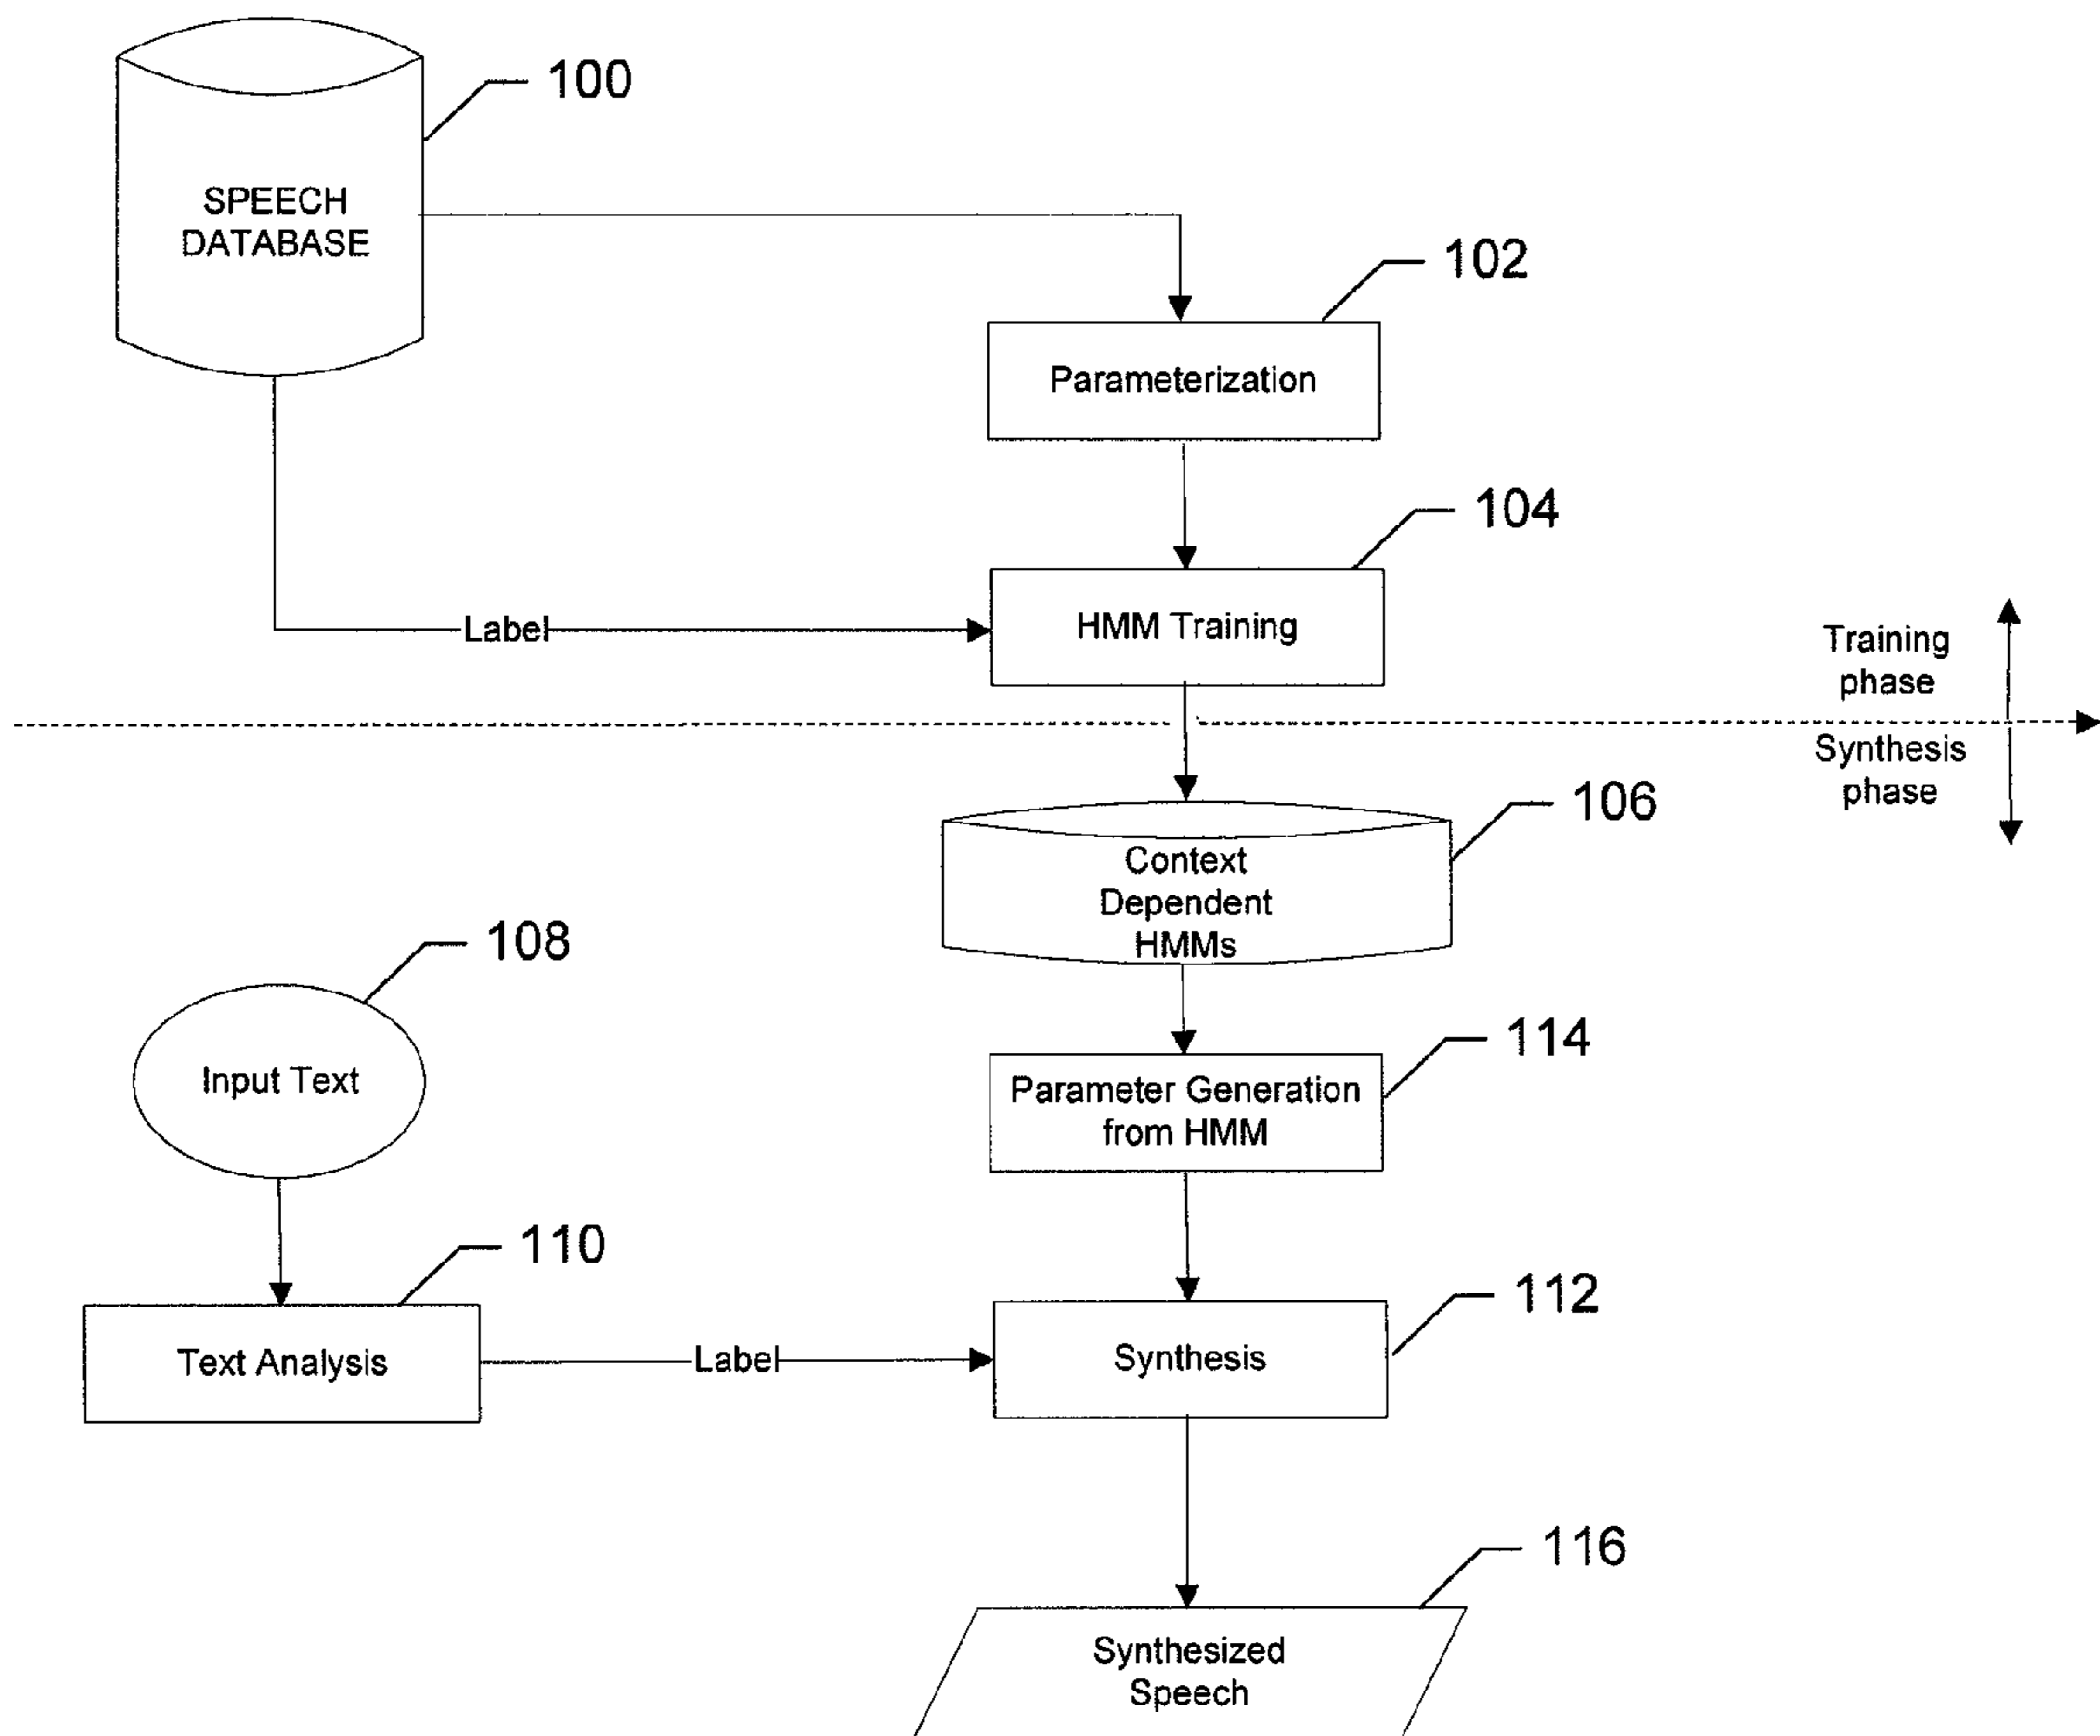 100
SPEECH
DATABASE
102
Parameterization
104
Label
HMM Training
Training
phase
Synthesis
phase
106
Context
Dependent
HMMs
108
Input Text
114
Parameter Generation
from HMM
110
Text Analysis
Label
112
Synthesis
116
Synthesized
Speech